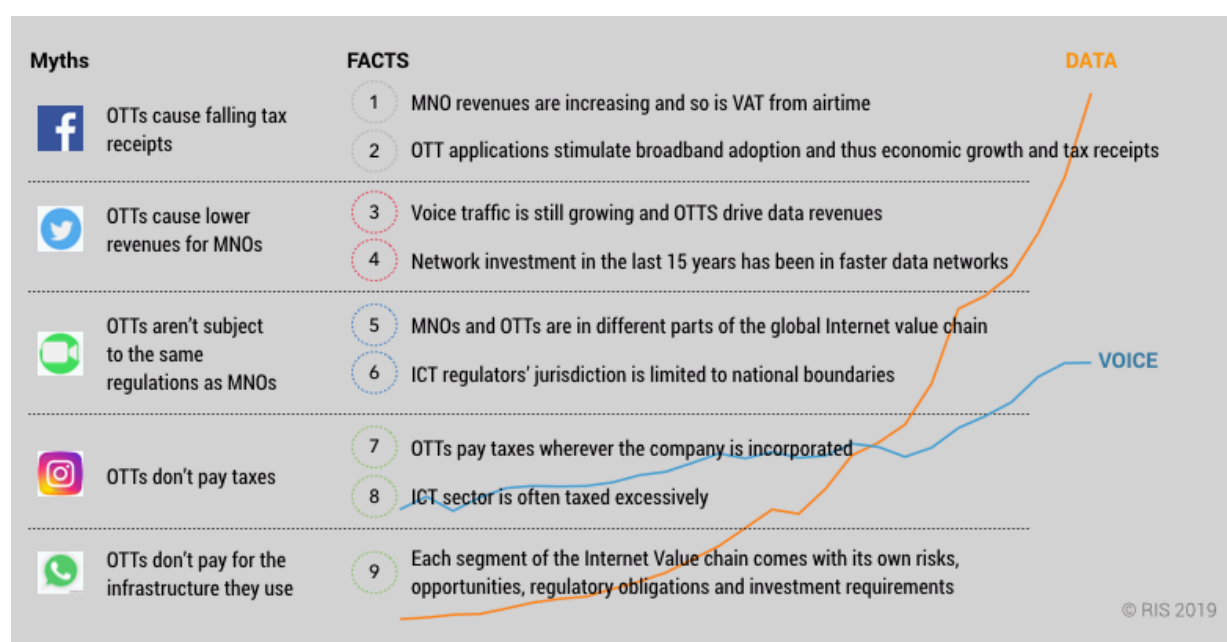 Myths
FACTS
DATA
OTTs cause falling tax
receipts
1
MNO revenues are increasing and so is VAT from airtime
2
OTT applications stimulate broadband adoption and thus economic growth and tax receipts
OTTs cause lower
revenues for MNOs
3
Voice traffic is still growing and OTTS drive data revenues
4
Network investment in the last 15 years has been in faster data networks
OTTs aren't subject
to the same
regulations as MNOs
5
MNOs and OTTs are in different parts of the global Internet value chain
6
ICT regulators' jurisdiction is limited to national boundaries
VOICE
OTTs don't pay taxes
7
OTTs pay taxes wherever the company is incorporated
8
ICT sector is often taxed excessively
OTTs don't pay for the
infrastructure they use
9
Each segment of the Internet Value chain comes with its own risks,
opportunities, regulatory obligations and investment requirements
© RIS 2019